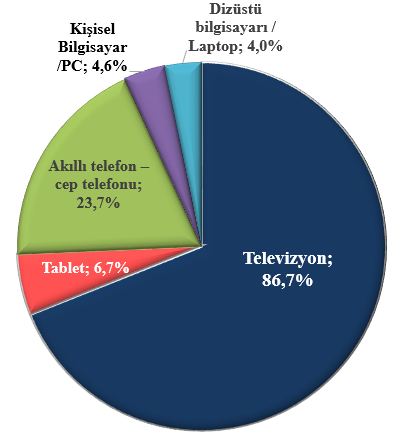 Kişisel
Bilgisayar
/PC; 4,6%
Dizüstü
bilgisayarı /
Laptop; 4,0%
Akıllı telefon –
cep telefonu;
23,7%
Tablet; 6,7%
Televizyon;
86,7%